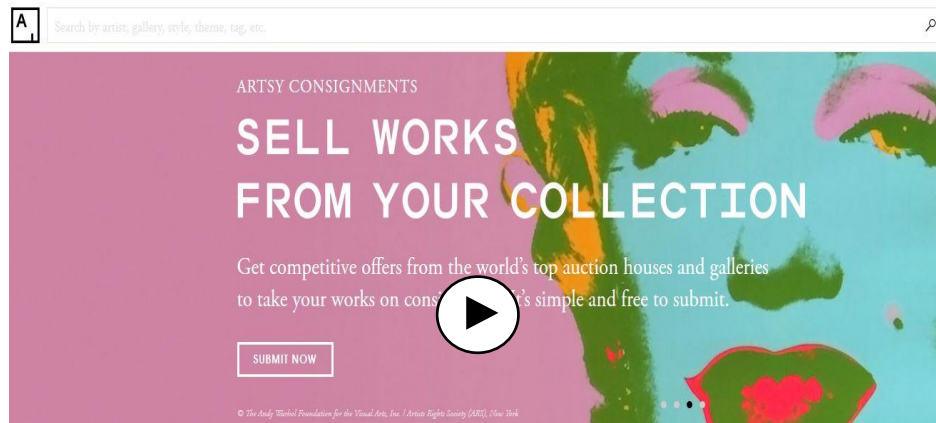 A
Search by artist, gallery, style, theme, tag, etc.
ARTSY CONSIGNMENTS
SELL WORKS
FROM YOUR COLLECTION
Get competitive offers from the world's top auction houses and galleries
to take your works on 's simple and free to submit.
SUBMIT NOW
© The Andy Warhol Foundation for the Visual Arts, Inc. / Artists Rights Society (ARS), New York